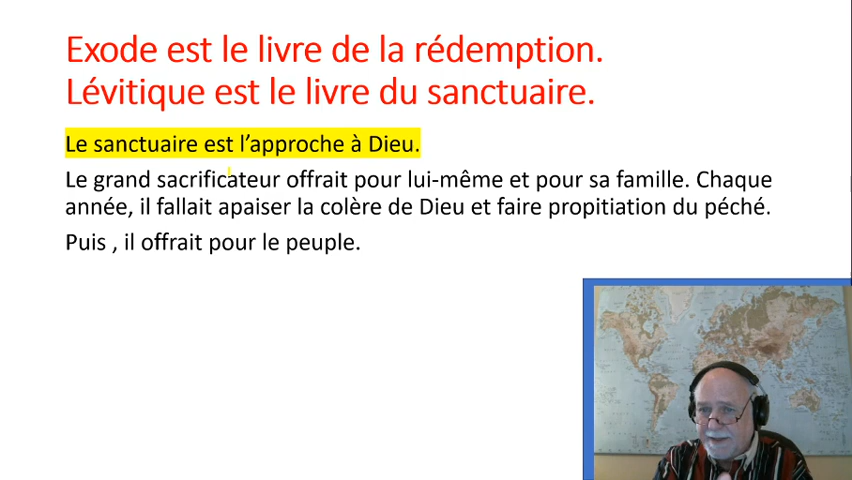 Exode est le livre de la rédemption.
Lévitique est le livre du sanctuaire.
Le sanctuaire est l’approche à Dieu.
Le grand sacrificateur offrait pour lui-même et pour sa famille. Chaque
année, il fallait apaiser la colère de Dieu et faire propitiation du péché.
Puis , il offrait pour le peuple.